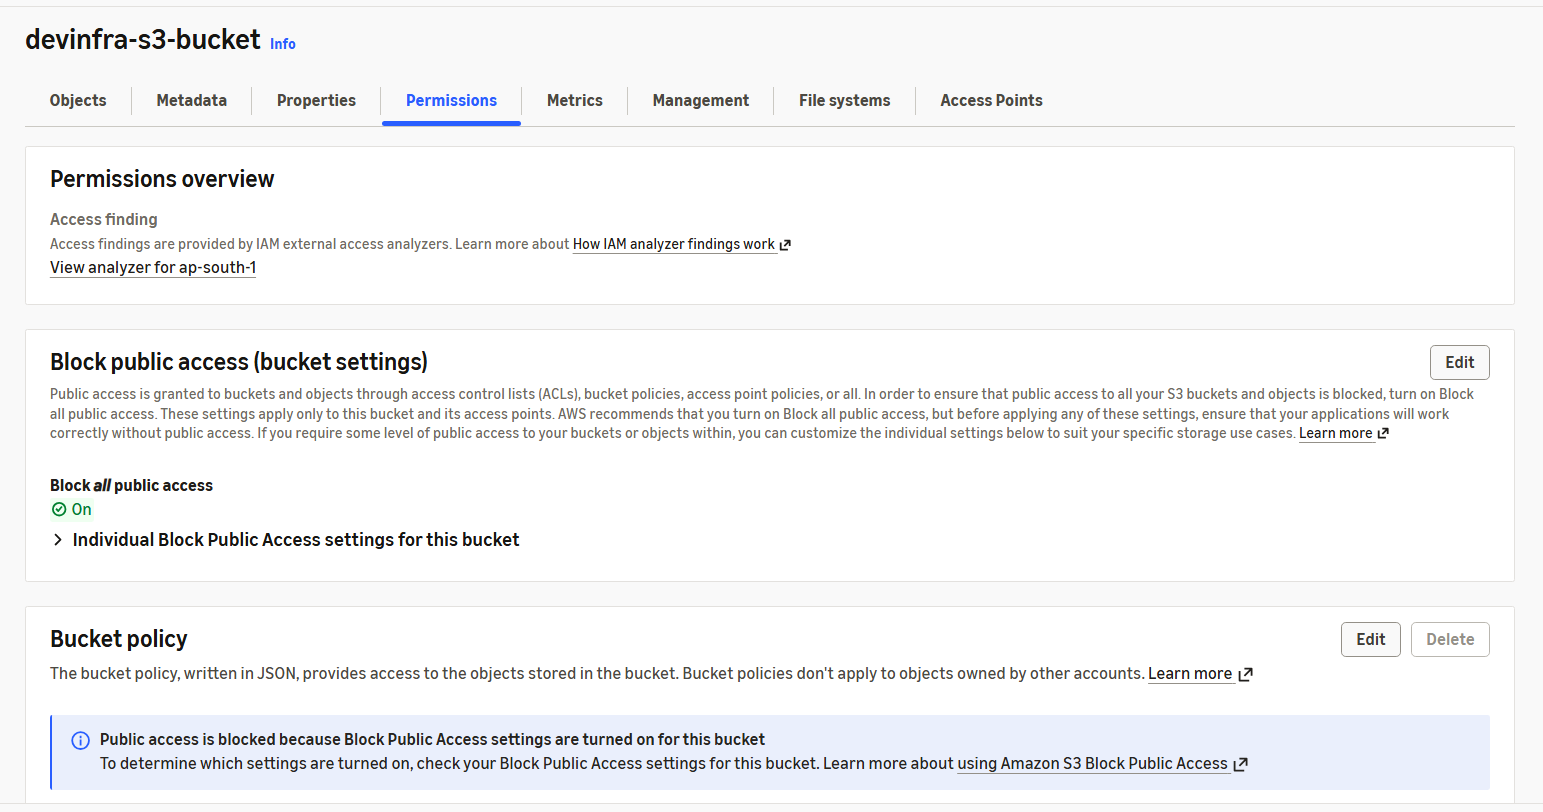 devinfra-s3-bucket Info
Objects Metadata Properties Permissions Metrics Management File systems Access Points
Permissions overview
Access finding
Access findings are provided by IAM external access analyzers. Learn more about How IAM analyzer findings work
View analyzer for ap-south-1
Block public access (bucket settings)
Edit
Public access is granted to buckets and objects through access control lists (ACLs), bucket policies, access point policies, or all. In order to ensure that public access to all your S3 buckets and objects is blocked, turn on Block
all public access. These settings apply only to this bucket and its access points. AWS recommends that you turn on Block all public access, but before applying any of these settings, ensure that your applications will work
correctly without public access. If you require some level of public access to your buckets or objects within, you can customize the individual settings below to suit your specific storage use cases. Learn more
Block all public access
On
Individual Block Public Access settings for this bucket
Bucket policy
Edit Delete
The bucket policy, written in JSON, provides access to the objects stored in the bucket. Bucket policies don't apply to objects owned by other accounts. Learn more
Public access is blocked because Block Public Access settings are turned on for this bucket
To determine which settings are turned on, check your Block Public Access settings for this bucket. Learn more about using Amazon S3 Block Public Access